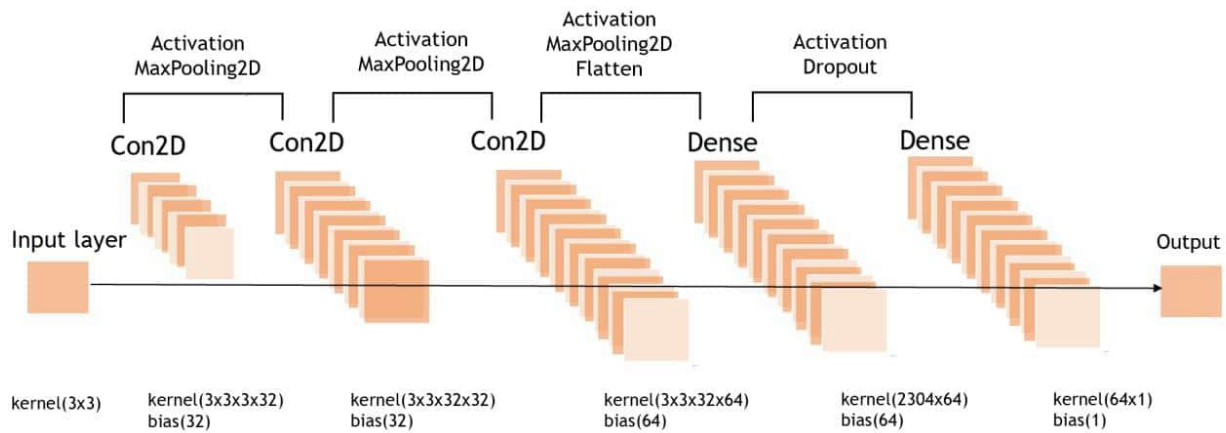 Activation
MaxPooling2D
Activation
MaxPooling2D
Activation
MaxPooling2D
Flatten
Activation
Dropout
Con2D
Con2D
Con2D
Dense
Dense
Input layer
Output
kernel(3x3)
kernel(3x3x3x32)
bias(32)
kernel(3x3x32x32)
bias(32)
kernel(3x3x32x64)
bias(64)
kernel(2304x64)
bias(64)
kernel(64x1)
bias(1)